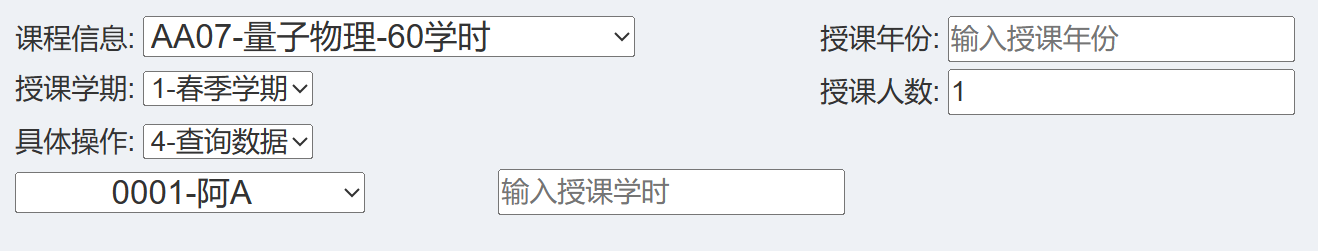 课程信息: AA07-量子物理-60学时 授课年份: 输入授课年份
授课学期: 1-春季学期 授课人数: 1
具体操作: 4-查询数据
0001-阿A 输入授课学时